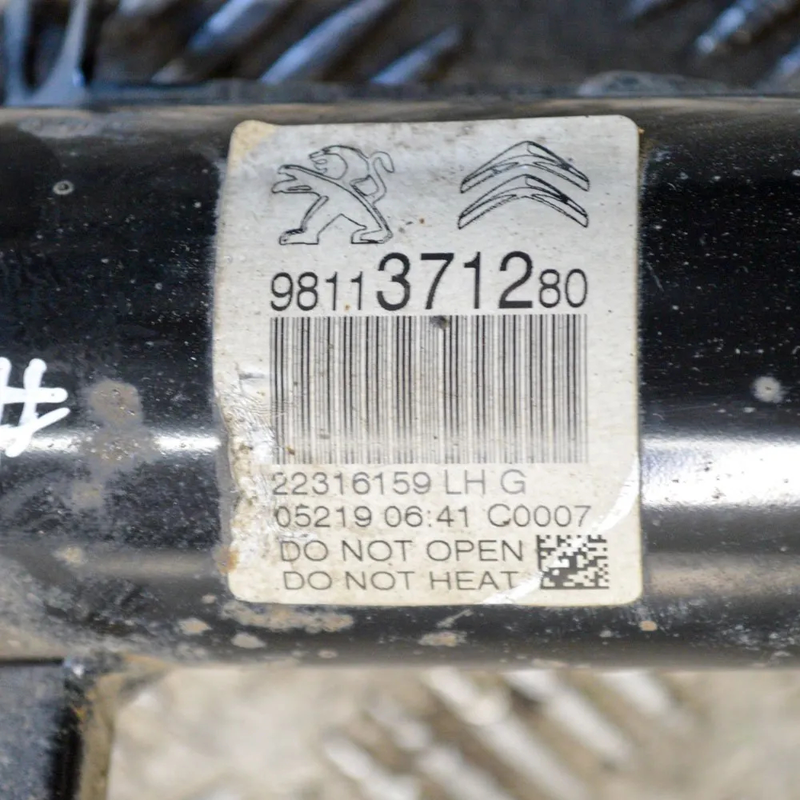 9811371280
22316159 LH G
05219 06:41 C0007
DO NOT OPEN
DO NOT HEAT
#